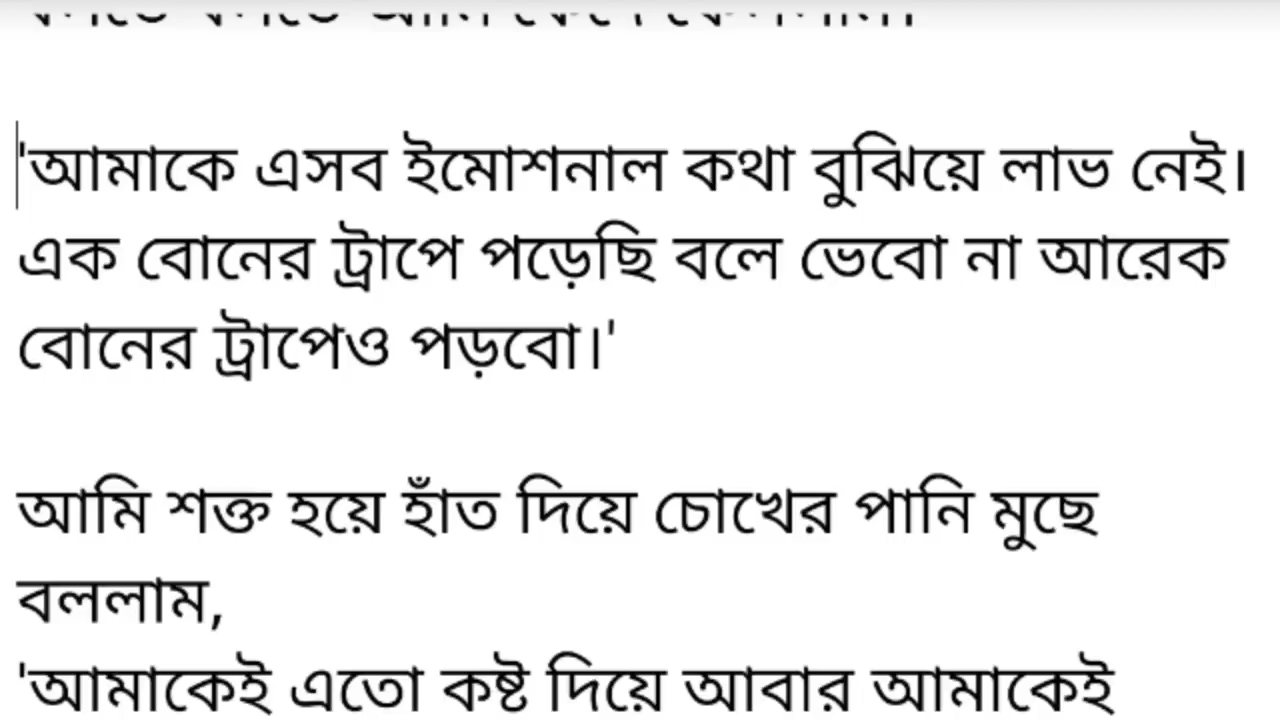 'আমাকে এসব ইমোশনাল কথা বুঝিয়ে লাভ নেই।
এক বোনের ট্রাপে পড়েছি বলে ভেবো না আরেক
বোনের ট্রাপেও পড়বো।'
আমি শক্ত হয়ে হাঁত দিয়ে চোখের পানি মুছে
বললাম,
'আমাকেই এতো কষ্ট দিয়ে আবার আমাকেই